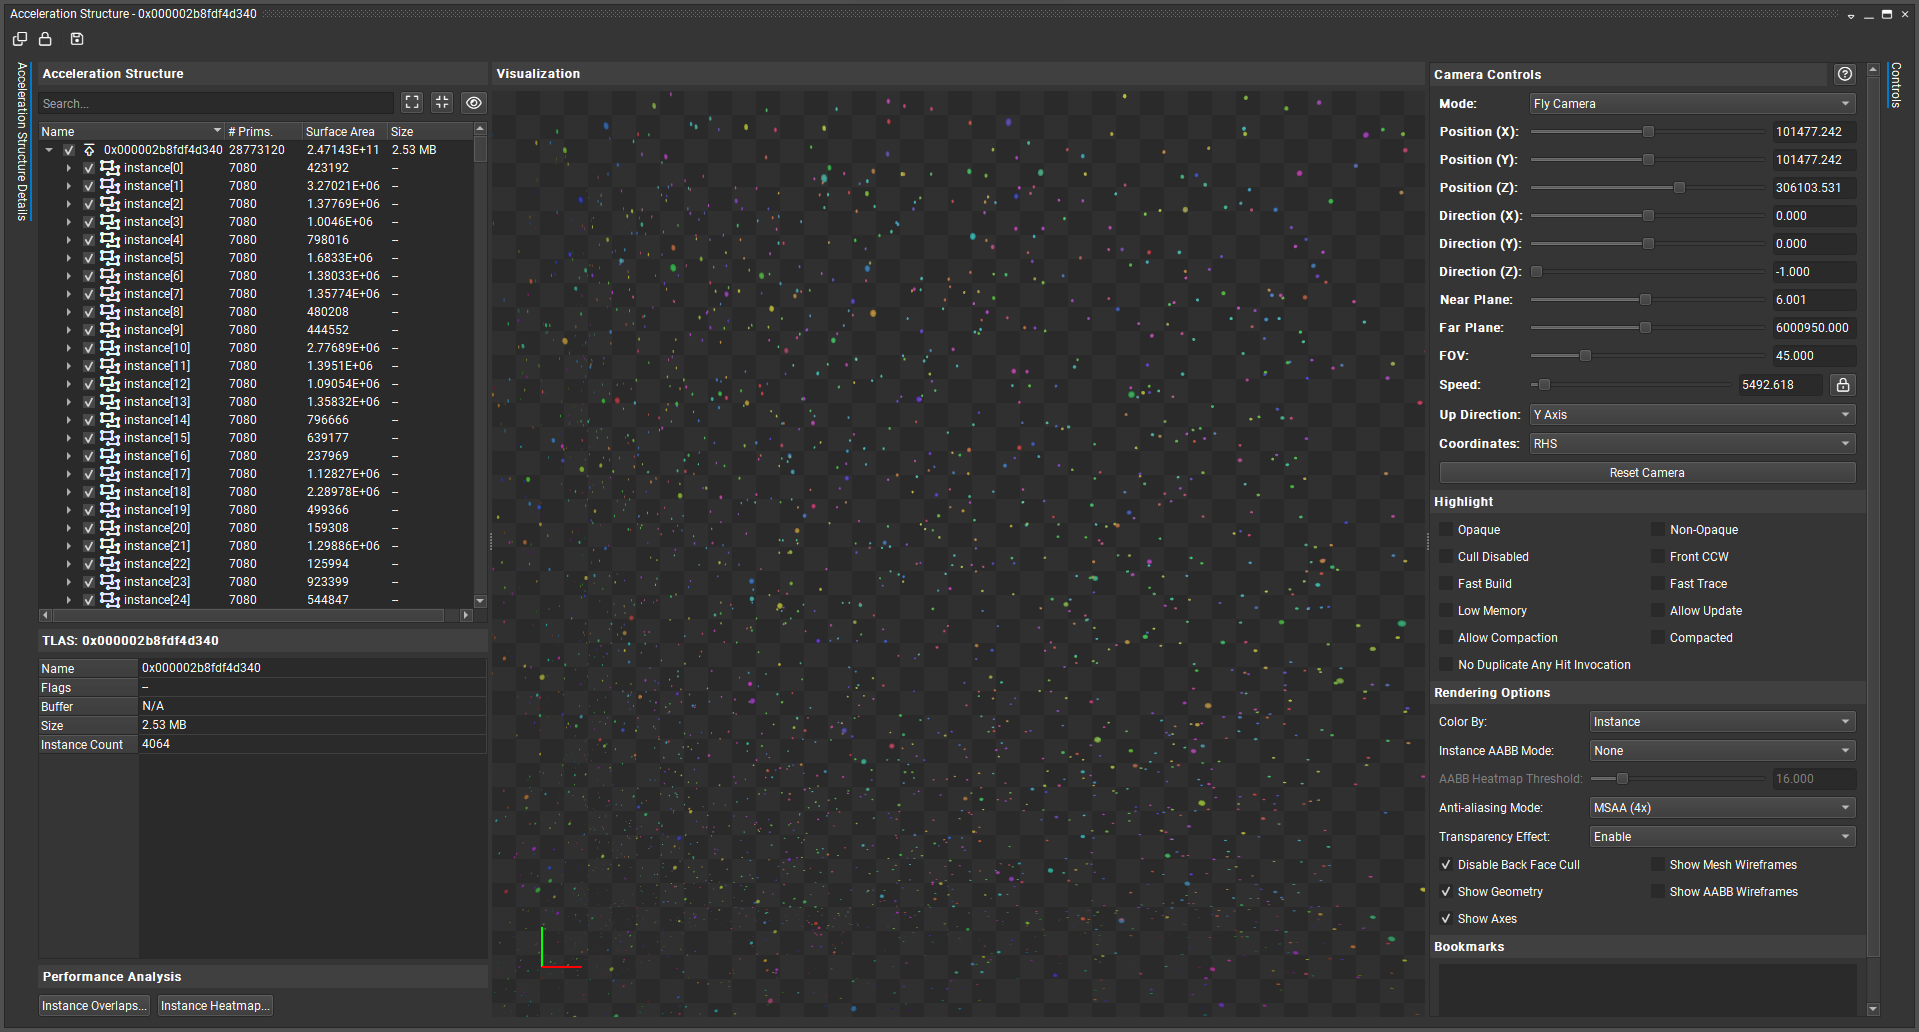 Acceleration Structure - 0x000002b8fdf4d340
Acceleration Structure Details
Acceleration Structure
Search...
Name # Prims. Surface Area Size
0x000002b8fdf4d340 28773120 2.47143E+11 2.53 MB
instance[0] 7080 423192 --
instance[1] 7080 3.27021E+06 --
instance[2] 7080 1.37769E+06 --
instance[3] 7080 1.0046E+06 --
instance[4] 7080 798016 --
instance[5] 7080 1.6833E+06 --
instance[6] 7080 1.38033E+06 --
instance[7] 7080 1.35774E+06 --
instance[8] 7080 480208 --
instance[9] 7080 444552 --
instance[10] 7080 2.77689E+06 --
instance[11] 7080 1.3951E+06 --
instance[12] 7080 1.09054E+06 --
instance[13] 7080 1.35832E+06 --
instance[14] 7080 796666 --
instance[15] 7080 639177 --
instance[16] 7080 237969 --
instance[17] 7080 1.12827E+06 --
instance[18] 7080 2.28978E+06 --
instance[19] 7080 499366 --
instance[20] 7080 159308 --
instance[21] 7080 1.29886E+06 --
instance[22] 7080 125994 --
instance[23] 7080 923399 --
instance[24] 7080 544847 --
TLAS: 0x000002b8fdf4d340
Name 0x000002b8fdf4d340
Flags --
Buffer N/A
Size 2.53 MB
Instance Count 4064
Performance Analysis
Instance Overlaps... Instance Heatmap...
Visualization
Camera Controls
Mode: Fly Camera
Position (X): 101477.242
Position (Y): 101477.242
Position (Z): 306103.531
Direction (X): 0.000
Direction (Y): 0.000
Direction (Z): -1.000
Near Plane: 6.001
Far Plane: 6000950.000
FOV: 45.000
Speed: 5492.618
Up Direction: Y Axis
Coordinates: RHS
Reset Camera
Highlight
Opaque Non-Opaque
Cull Disabled Front CCW
Fast Build Fast Trace
Low Memory Allow Update
Allow Compaction Compacted
No Duplicate Any Hit Invocation
Rendering Options
Color By: Instance
Instance AABB Mode: None
AABB Heatmap Threshold: 16.000
Anti-aliasing Mode: MSAA (4x)
Transparency Effect: Enable
Disable Back Face Cull Show Mesh Wireframes
Show Geometry Show AABB Wireframes
Show Axes
Bookmarks
Controls